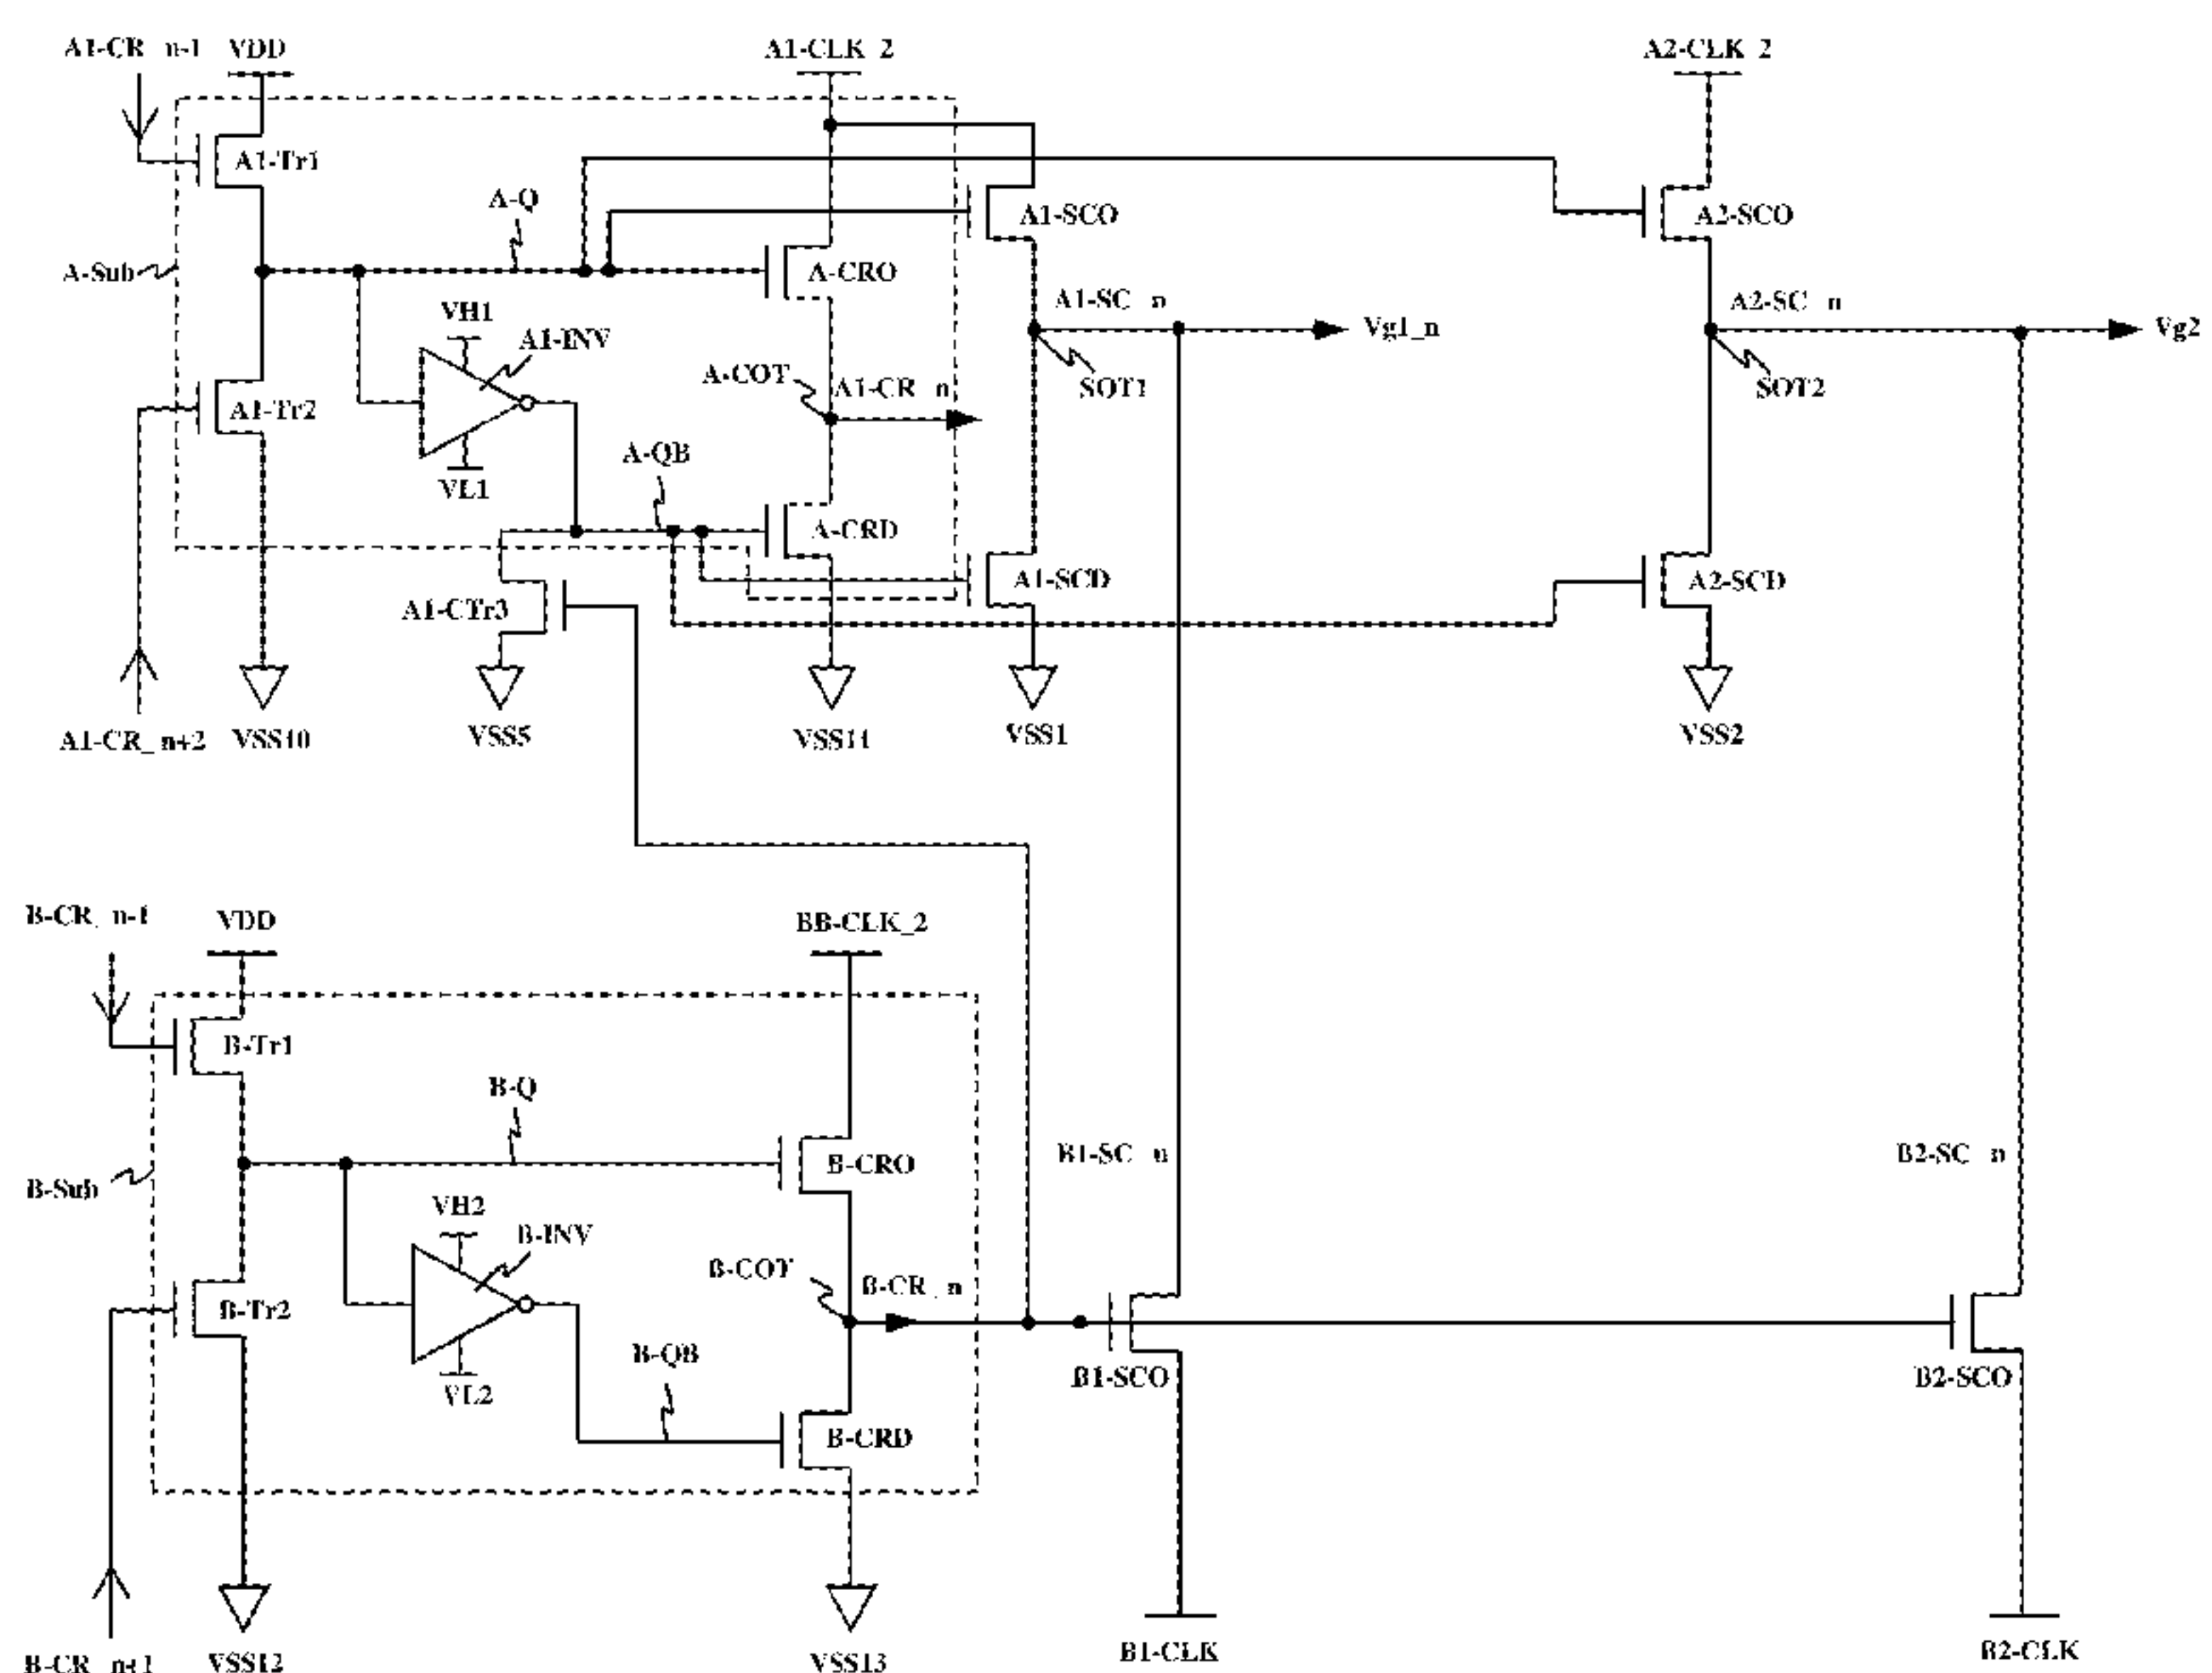 A1-CR_n-1 VDD A1-CLK_2 A2-CLK_2
A1-Tr1
A-Q
A1-SCO A2-SCO
A-Sub
A-CRO
VH1
A1-SC_n A2-SC_n
A1-INV
Vg1_n Vg2
A-COT A1-CR_n
SOT1 SOT2
A1-Tr2
A-QB
VL1
A-CRD
A1-CTr3 A1-SCD A2-SCD
A1-CR_n+2 VSS10 VSS5 VSS11 VSS1 VSS2
B-CR_n-1 VDD BB-CLK_2
B-Tr1
B-Q
B1-SC_n B2-SC_n
B-CRO
B-Sub
VH2
B-INV
B-COT B-CR_n
B-Tr2
B-QB
VL2
B1-SCO B2-SCO
B-CRD
B-CR_n+1 VSS12 VSS13 B1-CLK B2-CLK